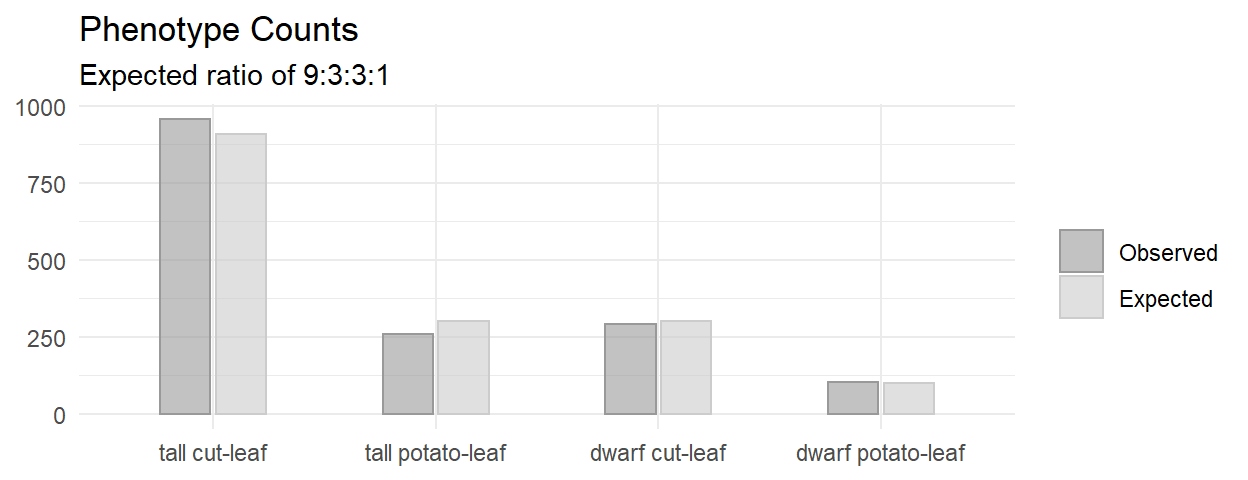 Phenotype Counts
Expected ratio of 9:3:3:1
1000
750
500
250
0
tall cut-leaf
tall potato-leaf
dwarf cut-leaf
dwarf potato-leaf
Observed
Expected